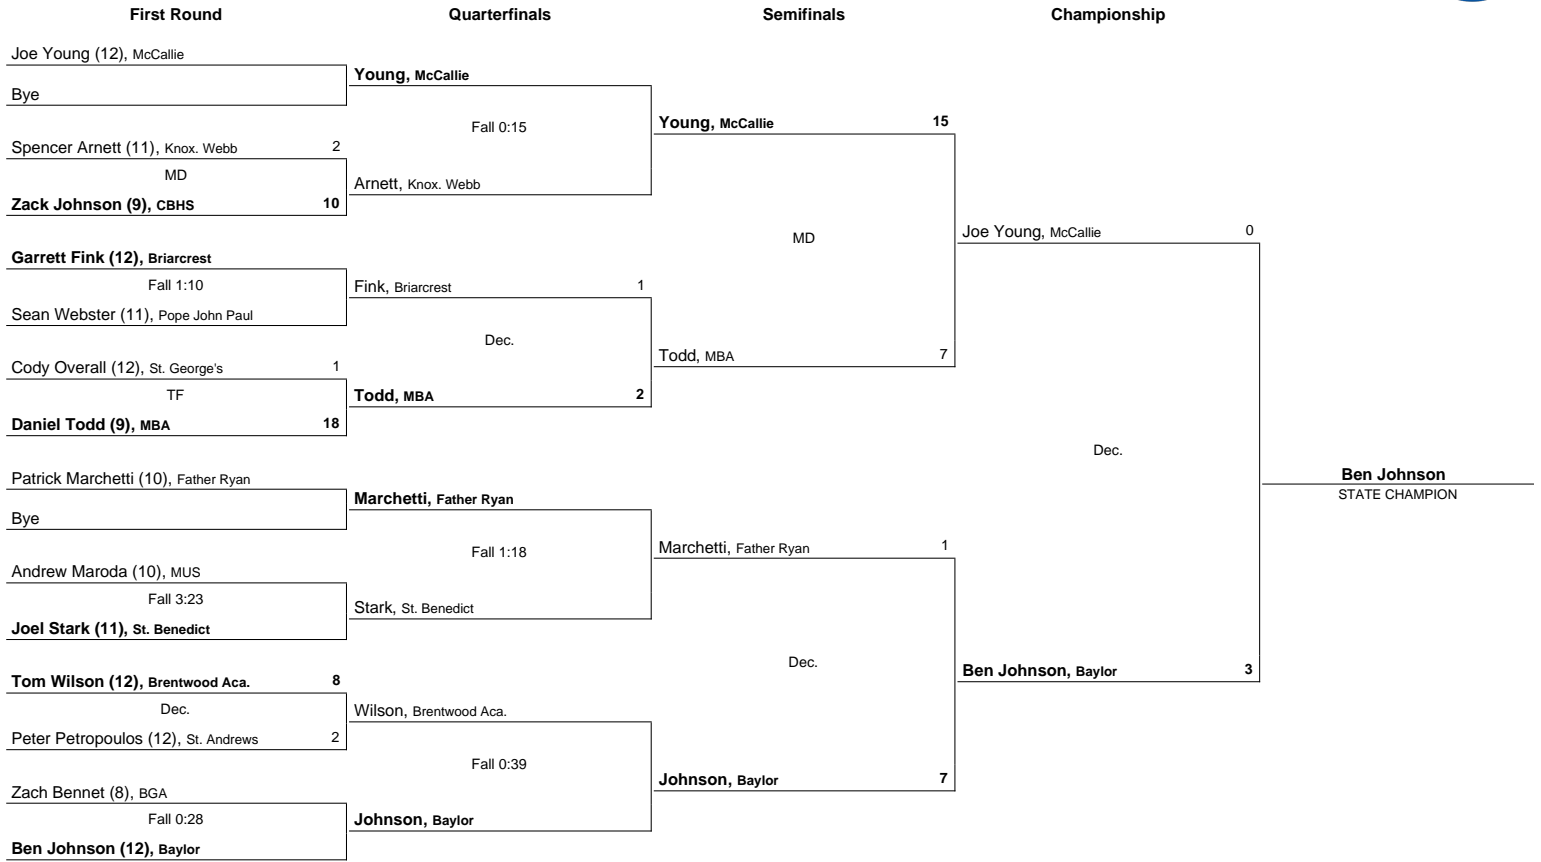 First Round
Quarterfinals
Semifinals
Championship
Joe Young (12), McCallie
Bye
Spencer Arnett (11), Knox. Webb 2
MD
Zack Johnson (9), CBHS 10
Garrett Fink (12), Briarcrest
Fall 1:10
Sean Webster (11), Pope John Paul
Cody Overall (12), St. George's 1
TF
Daniel Todd (9), MBA 18
Patrick Marchetti (10), Father Ryan
Bye
Andrew Maroda (10), MUS
Fall 3:23
Joel Stark (11), St. Benedict
Tom Wilson (12), Brentwood Aca. 8
Dec.
Peter Petropoulos (12), St. Andrews 2
Zach Bennet (8), BGA
Fall 0:28
Ben Johnson (12), Baylor
Young, McCallie
Fall 0:15
Arnett, Knox. Webb
Fink, Briarcrest 1
Dec.
Todd, MBA 2
Marchetti, Father Ryan
Fall 1:18
Stark, St. Benedict
Wilson, Brentwood Aca.
Fall 0:39
Johnson, Baylor
Young, McCallie 15
MD
Todd, MBA 7
Marchetti, Father Ryan 1
Dec.
Johnson, Baylor 7
Joe Young, McCallie 0
Dec.
Ben Johnson, Baylor 3
Ben Johnson
STATE CHAMPION